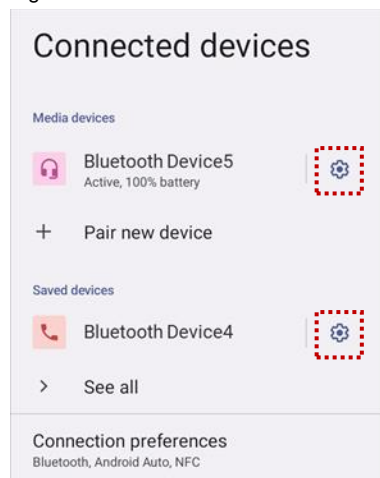 Connected devices
Media devices
Bluetooth Device5
Active, 100% battery
Pair new device
Saved devices
Bluetooth Device4
See all
Connection preferences
Bluetooth, Android Auto, NFC